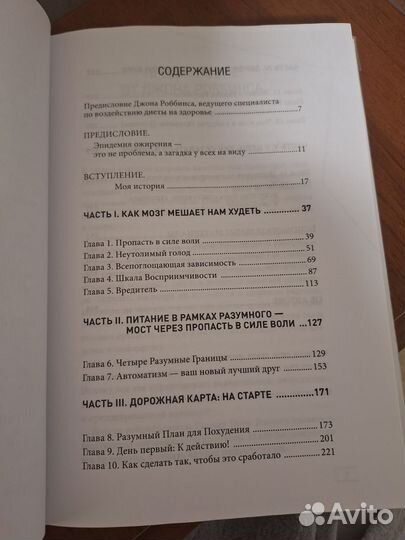 СОДЕРЖАНИЕ
Предисловие Джона Роббинса, ведущего специалиста
по воздействию диеты на здоровье ........ 7
ПРЕДИСЛОВИЕ.
Эпидемия ожирения —
это не проблема, а загадка у всех на виду ........ 11
ВСТУПЛЕНИЕ.
Моя история ........ 17
ЧАСТЬ I. КАК МОЗГ МЕШАЕТ НАМ ХУДЕТЬ ........ 37
Глава 1. Пропасть в силе воли ........ 39
Глава 2. Неутолимый голод ........ 51
Глава 3. Всепоглощающая зависимость ........ 69
Глава 4. Шкала Восприимчивости ........ 87
Глава 5. Вредитель ........ 113
ЧАСТЬ II. ПИТАНИЕ В РАМКАХ РАЗУМНОГО —
МОСТ ЧЕРЕЗ ПРОПАСТЬ В СИЛЕ ВОЛИ ... 127
Глава 6. Четыре Разумные Границы ........ 129
Глава 7. Автоматизм — ваш новый лучший друг ........ 153
ЧАСТЬ III. ДОРОЖНАЯ КАРТА: НА СТАРТЕ ........ 171
Глава 8. Разумный План для Похудения ........ 173
Глава 9. День первый: К действию! ........ 201
Глава 10. Как сделать так, чтобы это сработало ........ 221
Avito